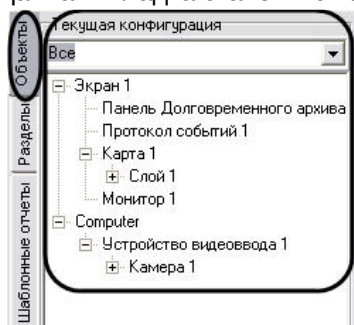 Текущая конфигурация
Все
Объекты
Разделы
Шаблонные отчеты
Экран 1
Панель Долговременного архива
Протокол событий 1
Карта 1
Слой 1
Монитор 1
Computer
Устройство видеоввода 1
Камера 1